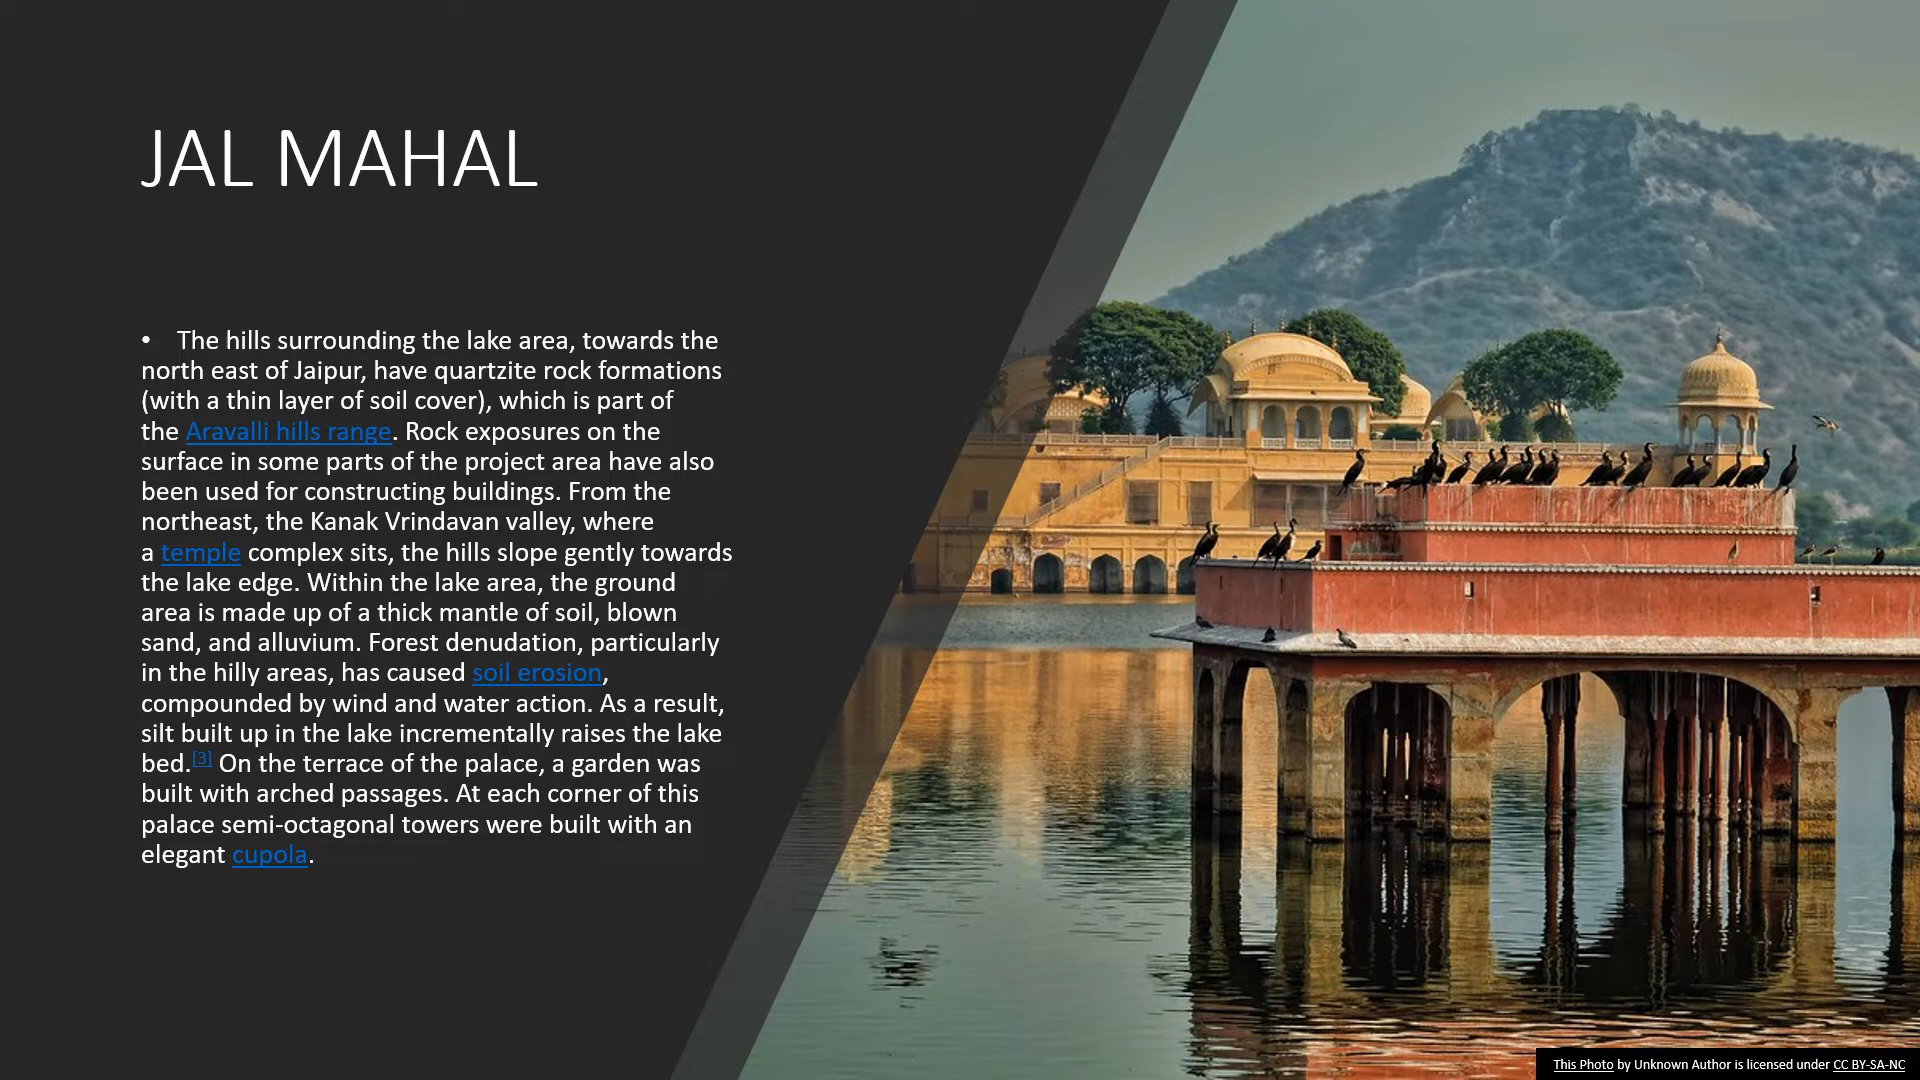 JAL MAHAL
• The hills surrounding the lake area, towards the
north east of Jaipur, have quartzite rock formations
(with a thin layer of soil cover), which is part of
the Aravalli hills range. Rock exposures on the
surface in some parts of the project area have also
been used for constructing buildings. From the
northeast, the Kanak Vrindavan valley, where
a temple complex sits, the hills slope gently towards
the lake edge. Within the lake area, the ground
area is made up of a thick mantle of soil, blown
sand, and alluvium. Forest denudation, particularly
in the hilly areas, has caused soil erosion,
compounded by wind and water action. As a result,
silt built up in the lake incrementally raises the lake
bed.[3] On the terrace of the palace, a garden was
built with arched passages. At each corner of this
palace semi-octagonal towers were built with an
elegant cupola.
This Photo by Unknown Author is licensed under CC BY-SA-NC